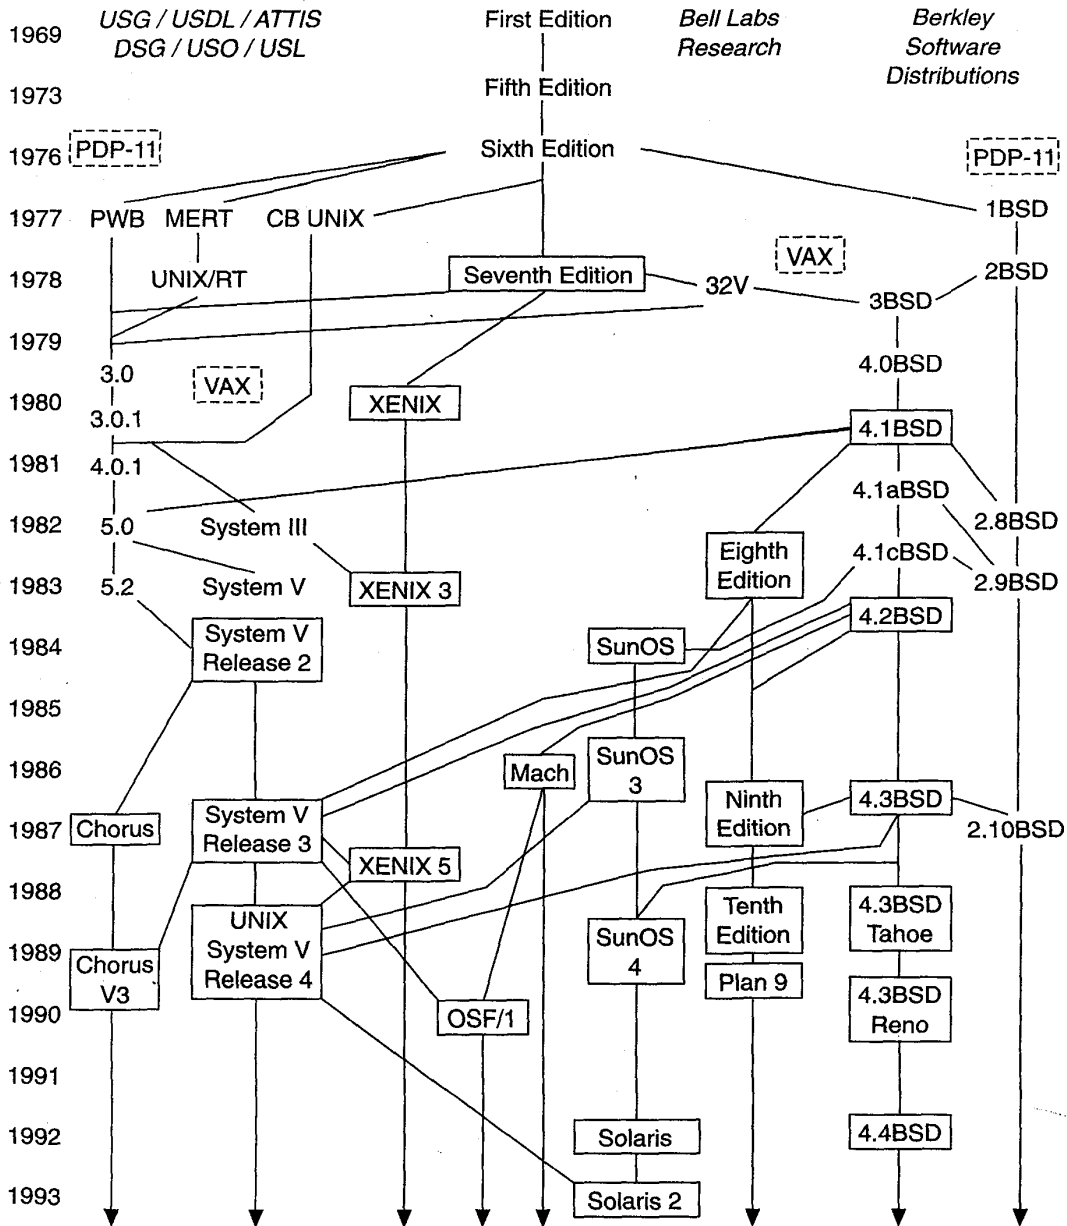 1969
USG / USDL / ATTIS
DSG / USO / USL
First Edition
Bell Labs
Research
Berkley
Software
Distributions
1973
Fifth Edition
1976
PDP-11
Sixth Edition
PDP-11
1977
PWB
MERT
CB UNIX
1BSD
1978
UNIX/RT
Seventh Edition
VAX
32V
2BSD
3BSD
1979
3.0
VAX
4.0BSD
1980
3.0.1
XENIX
4.1BSD
1981
4.0.1
4.1aBSD
1982
5.0
System III
2.8BSD
Eighth
Edition
4.1cBSD
1983
5.2
System V
XENIX 3
2.9BSD
4.2BSD
1984
System V
Release 2
SunOS
1985
1986
Mach
SunOS
3
1987
Chorus
System V
Release 3
Ninth
Edition
4.3BSD
2.10BSD
XENIX 5
1988
UNIX
System V
Release 4
Tenth
Edition
4.3BSD
Tahoe
1989
Chorus
V3
SunOS
4
Plan 9
1990
OSF/1
4.3BSD
Reno
1991
1992
Solaris
4.4BSD
1993
Solaris 2